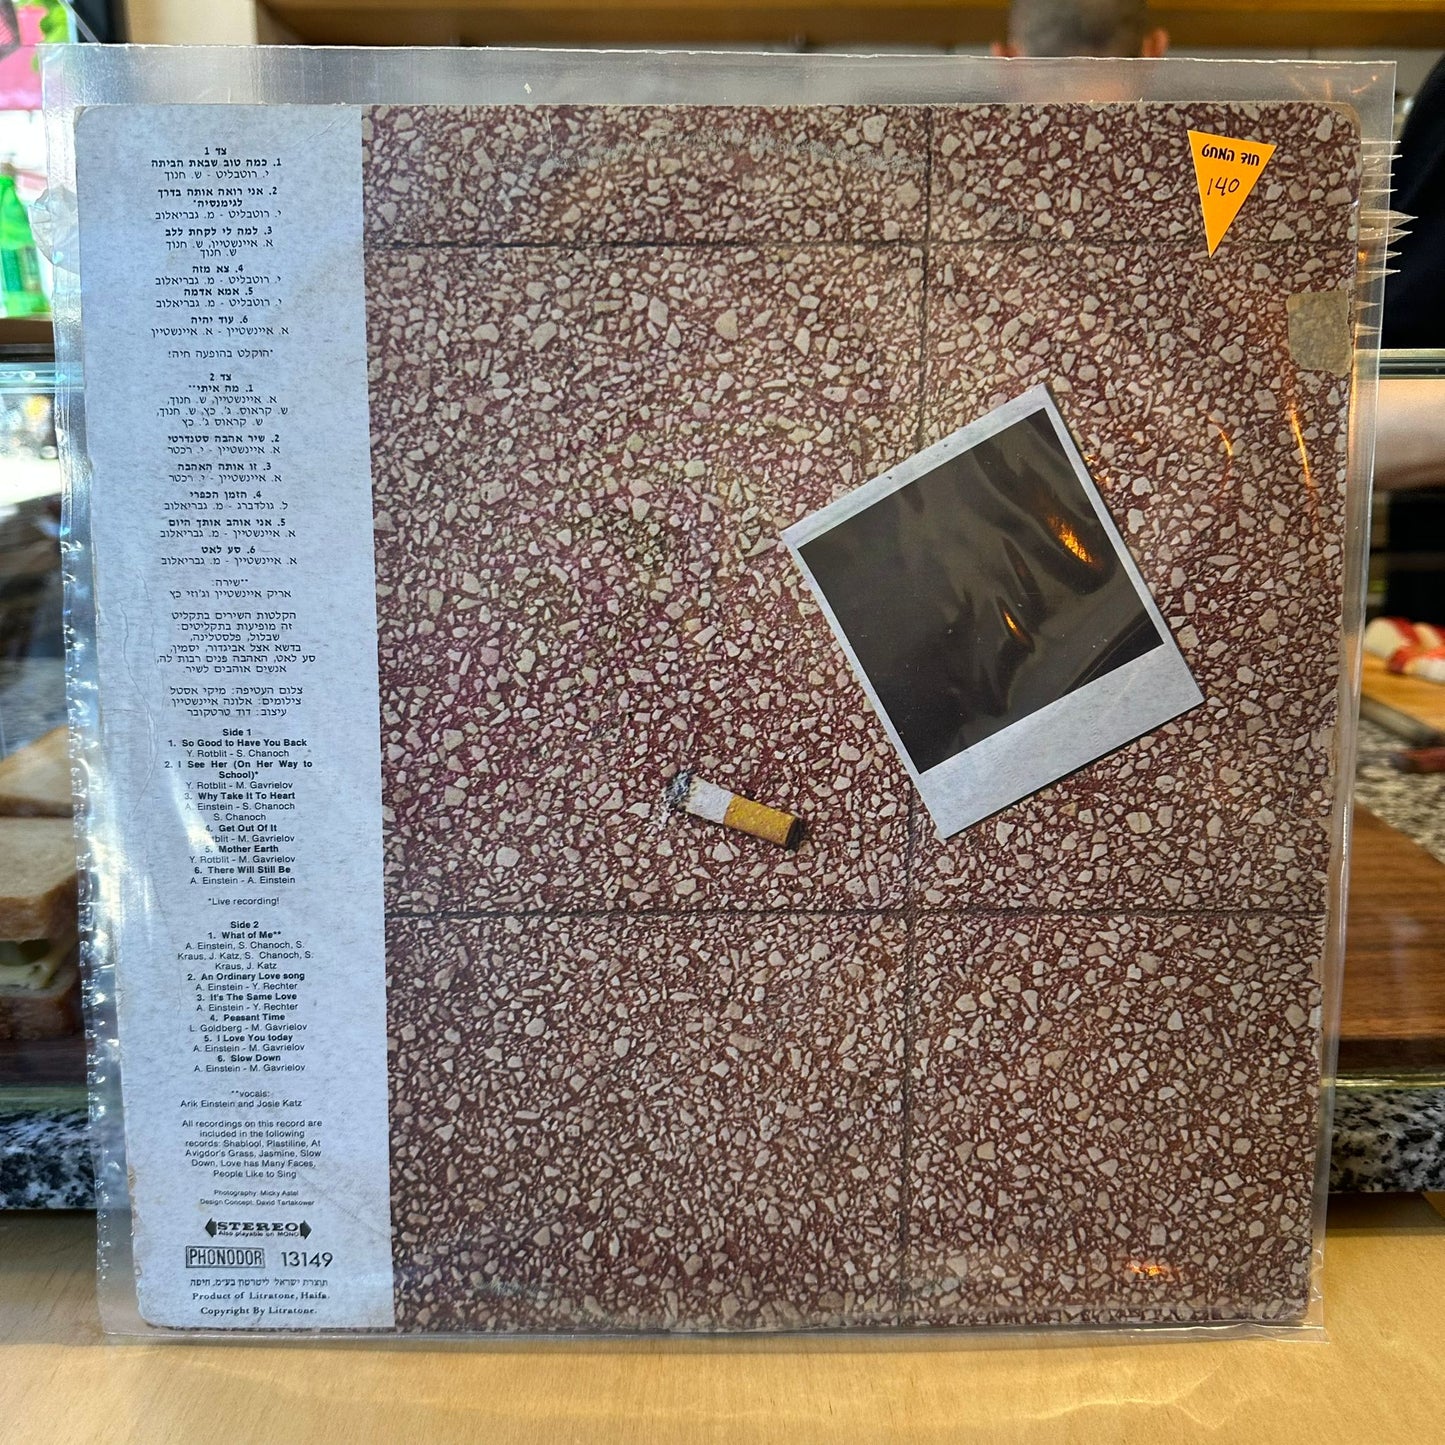 צד 1
1. כמה טוב שבאת הביתה
י. רוטבליט - ש. חנוך
2. אני רואה אותה בדרך
לגימנסיה*
י. רוטבליט - מ. גבריאלוב
3. למה לי לקחת ללב
א. איינשטיין, ש. חנוך
ש. חנוך
4. צא מזה
י. רוטבליט - מ. גבריאלוב
5. אמא אדמה
י. רוטבליט - מ. גבריאלוב
6. עוד יהיה
א. איינשטיין - א. איינשטיין
*הוקלט בהופעה חיה!
צד 2
1. מה איתי**
א. איינשטיין, ש. חנוך,
ש. קראוס, ג'. כץ, ש. חנוך,
ש. קראוס ג'. כץ
2. שיר אהבה סטנדרטי
א. איינשטיין - י. רכטר
3. זו אותה האהבה
א. איינשטיין - י. רכטר
4. הזמן הכפרי
ל. גולדברג - מ. גבריאלוב
5. אני אוהב אותך היום
א. איינשטיין - מ. גבריאלוב
6. סע לאט
א. איינשטיין - מ. גבריאלוב
**שירה:
אריק איינשטיין וג'וזי כץ
הקלטות השירים בתקליט
זה מופיעות בתקליטים:
שבלול, פלסטלינה,
בדשא אצל אביגדור, יסמין,
סע לאט, האהבה פנים רבות לה,
אנשים אוהבים לשיר.
צלום העטיפה: מיקי אסטל
צילומים: אלונה איינשטיין
עיצוב: דוד טרטקובר
Side 1
1. So Good to Have You Back
Y. Rotblit - S. Chanoch
2. I See Her (On Her Way to
School)*
Y. Rotblit - M. Gavrielov
3. Why Take It To Heart
A. Einstein - S. Chanoch
S. Chanoch
4. Get Out Of It
tblit - M. Gavrielov
5. Mother Earth
Y. Rotblit - M. Gavrielov
6. There Will Still Be
A. Einstein - A. Einstein
*Live recording!
Side 2
1. What of Me**
A. Einstein, S. Chanoch, S.
Kraus, J. Katz, S. Chanoch, S.
Kraus, J. Katz
2. An Ordinary Love song
A. Einstein - Y. Rechter
3. It's The Same Love
A. Einstein - Y. Rechter
4. Peasant Time
L. Goldberg - M. Gavrielov
5. I Love You today
A. Einstein - M. Gavrielov
6. Slow Down
A. Einstein - M. Gavrielov
**vocals:
Arik Einstein and Josie Katz
All recordings on this record are
included in the following
records: Shablool, Plastiline, At
Avigdor's Grass, Jasmine, Slow
Down, Love has Many Faces,
People Like to Sing
Photography: Micky Astel
Design Concept: David Tartakower
STEREO
Also playable on MONO
PHONODOR 13149
תוצרת ישראל ליטרטון בע"מ, חיפה
Product of Litratone, Haifa.
Copyright By Litratone.
חוד המחט
140